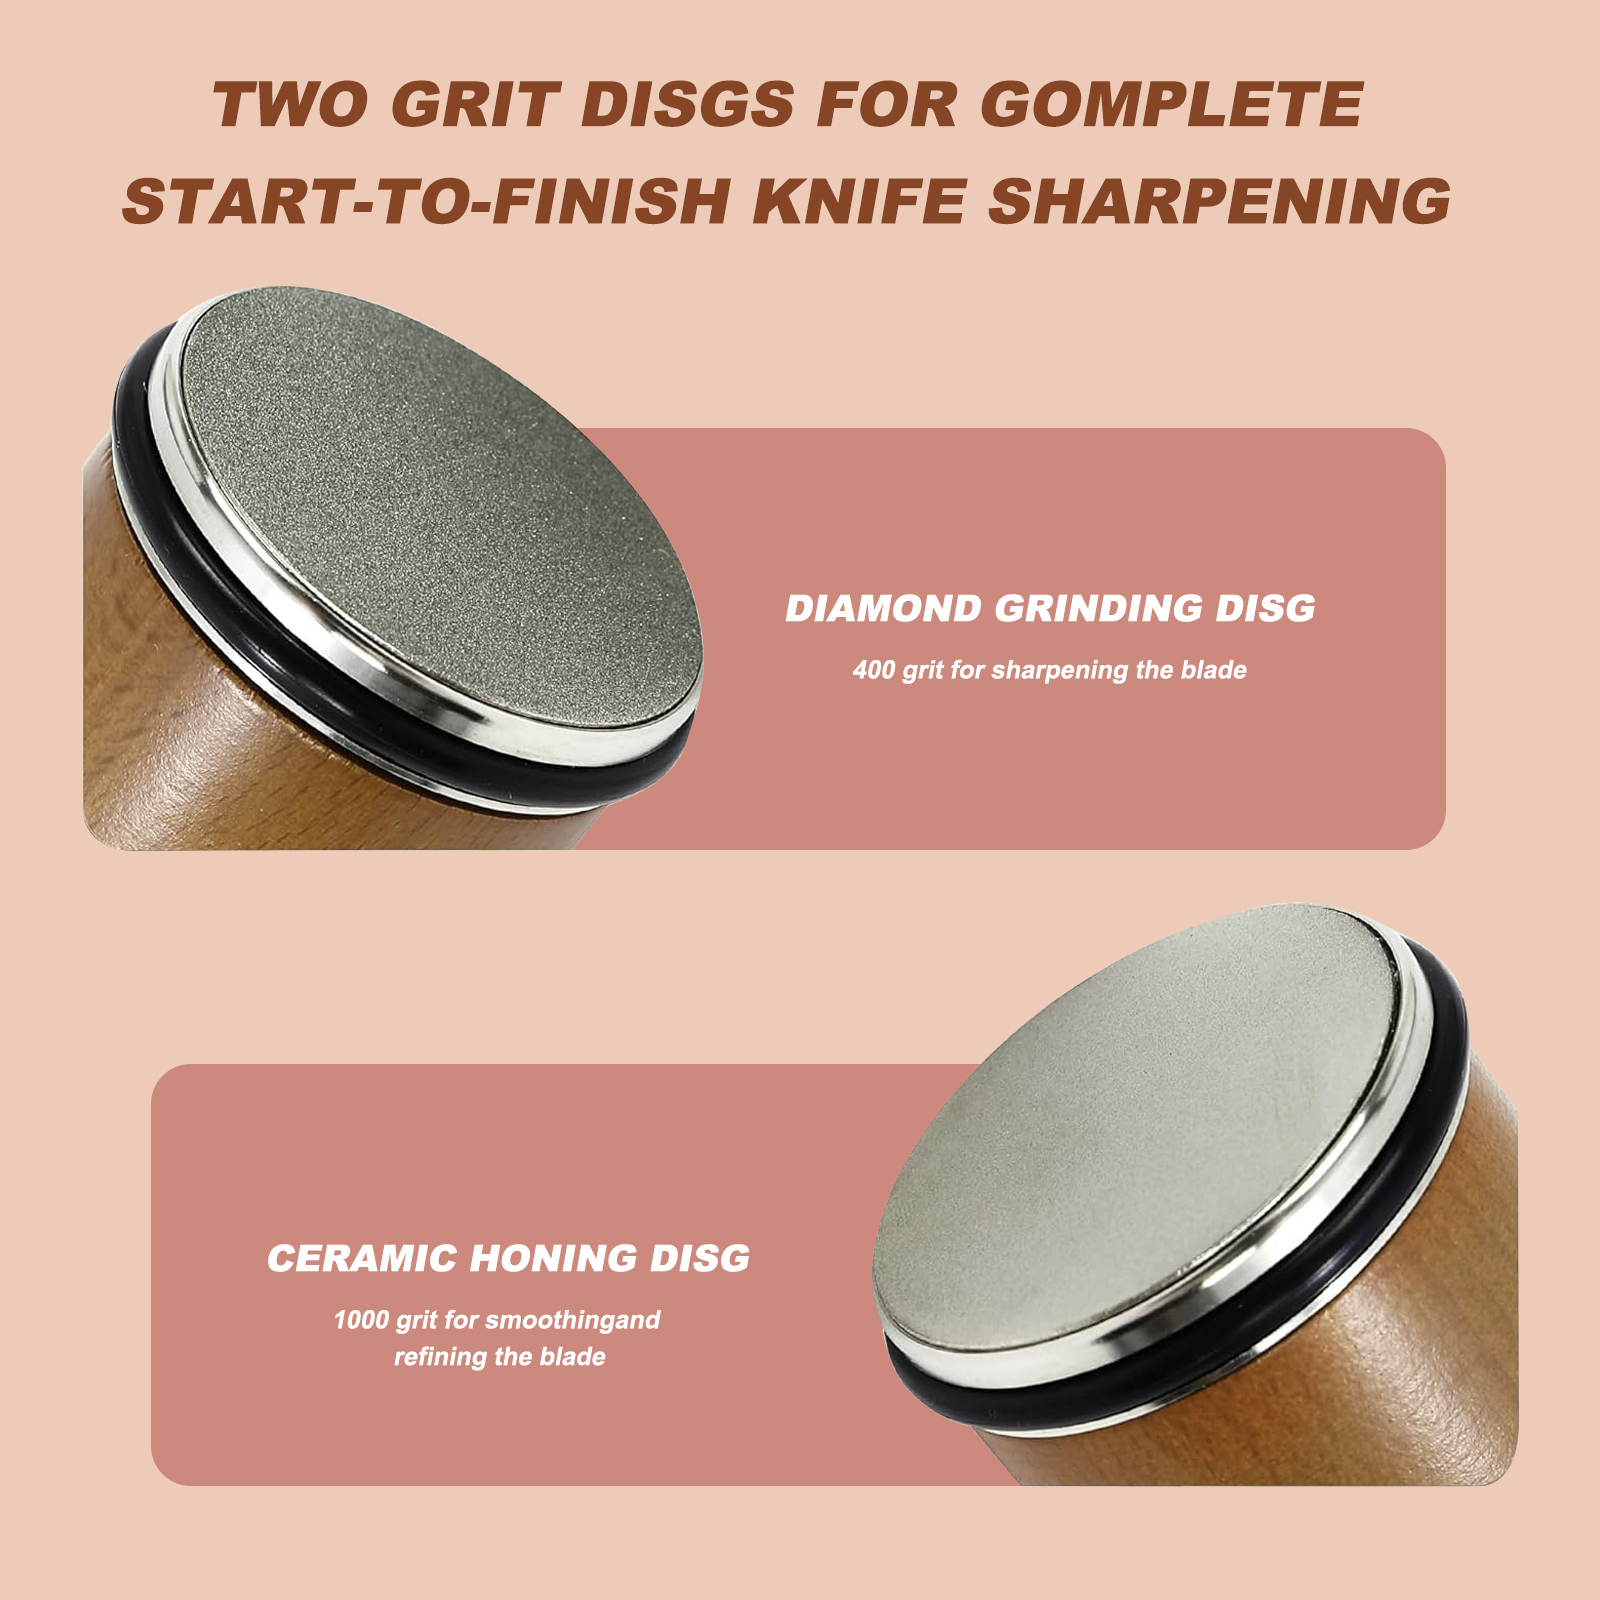 TWO GRIT DISGS FOR GOMPLETE
START-TO-FINISH KNIFE SHARPENING
DIAMOND GRINDING DISG
400 grit for sharpening the blade
CERAMIC HONING DISG
1000 grit for smoothingand
refining the blade